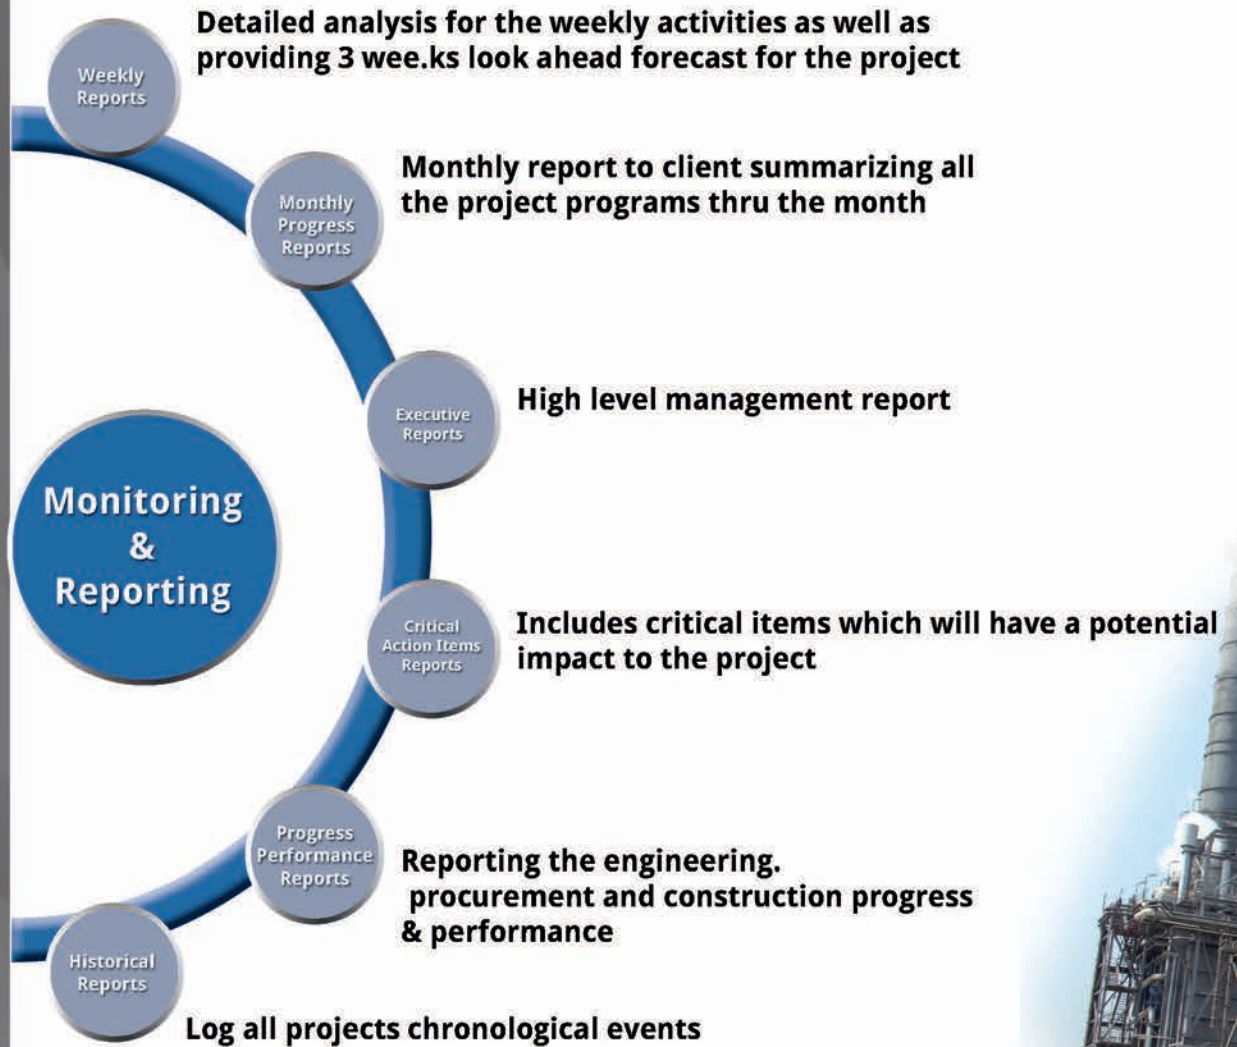 Detailed analysis for the weekly activities as well as
providing 3 wee.ks look ahead forecast for the project
Weekly
Reports
Monthly report to client summarizing all
the project programs thru the month
Monthly
Progress
Reports
High level management report
Executive
Reports
Monitoring
&
Reporting
Includes critical items which will have a potential
impact to the project
Critical
Action Items
Reports
Progress
Performance
Reports
Reporting the engineering.
procurement and construction progress
& performance
Historical
Reports
Log all projects chronological events